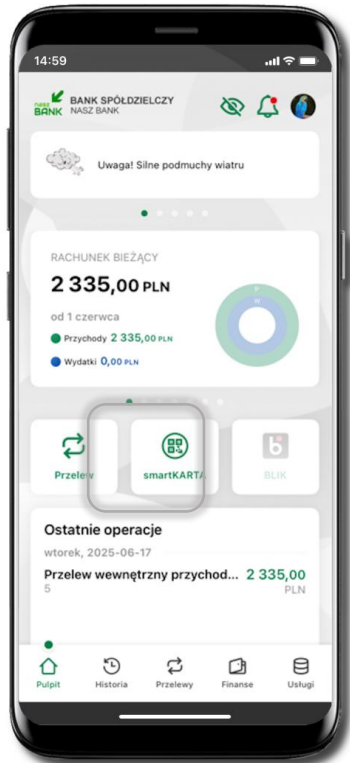 14:59
nasz
BANK
BANK SPÓŁDZIELCZY
NASZ BANK
Uwaga! Silne podmuchy wiatru
RACHUNEK BIEŻĄCY
2 335,00 PLN
od 1 czerwca
Przychody 2 335,00 PLN
Wydatki 0,00 PLN
P
W
Przelew
smartKARTA
BLIK
Ostatnie operacje
wtorek, 2025-06-17
Przelew wewnętrzny przychod... 2 335,00
5 PLN
Pulpit Historia Przelewy Finanse Usługi